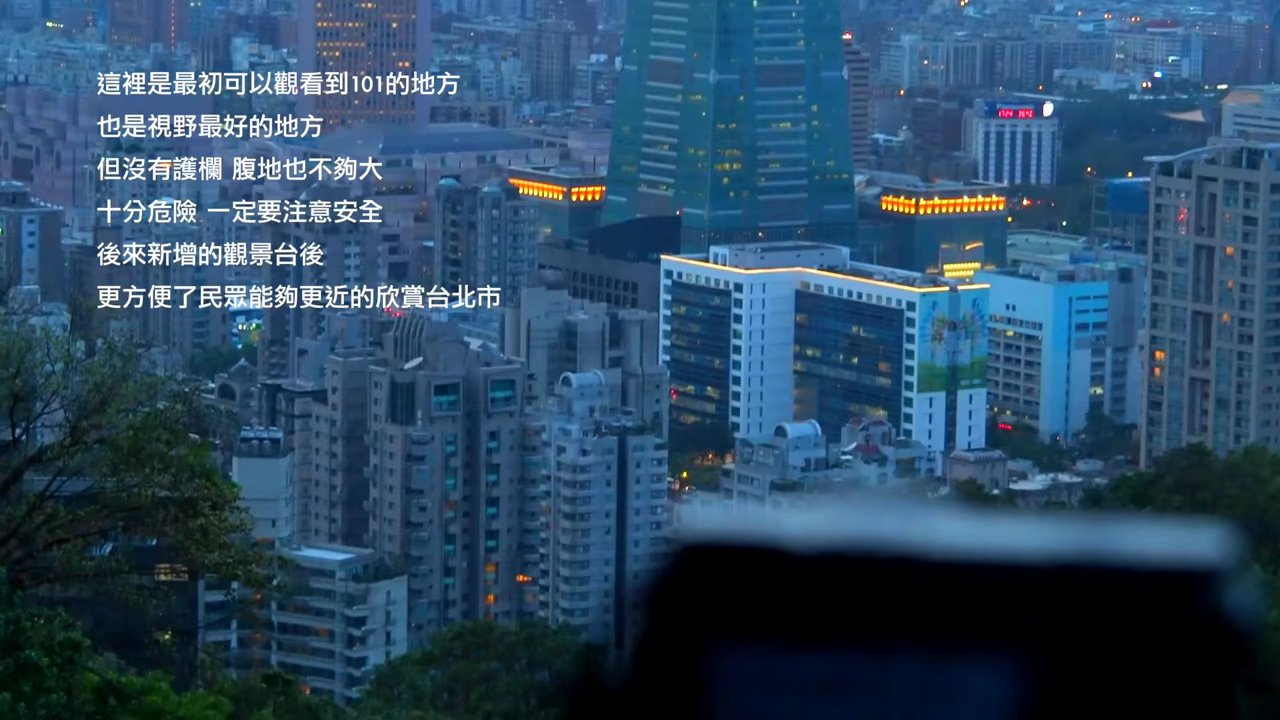 這裡是最初可以觀看到101的地方
也是視野最好的地方
但沒有護欄 腹地也不夠大
十分危險 一定要注意安全
後來新增的觀景台後
更方便了民眾能夠更近的欣賞台北市